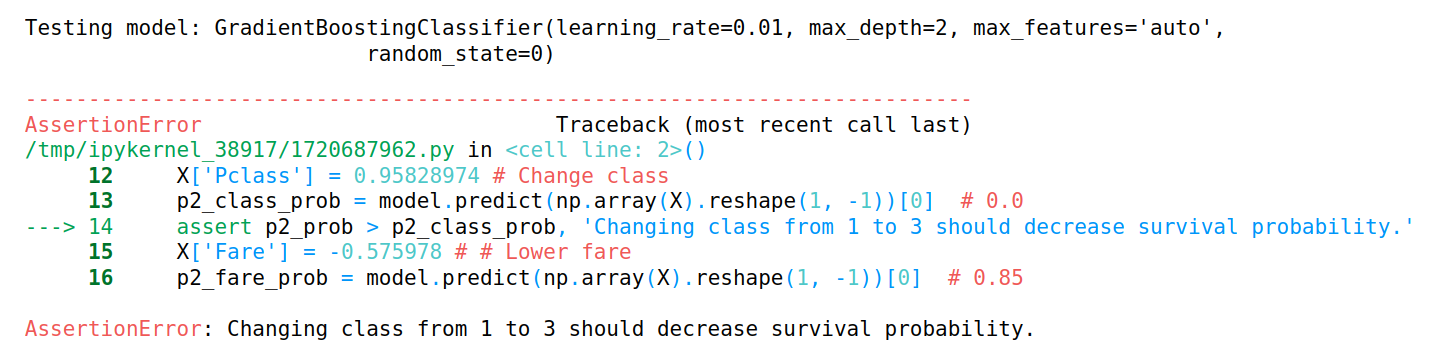 Testing model: GradientBoostingClassifier(learning_rate=0.01, max_depth=2, max_features='auto',
                           random_state=0)
---------------------------------------------------------------------------
AssertionError                            Traceback (most recent call last)
/tmp/ipykernel_38917/1720687962.py in <cell line: 2>()
     12     X['Pclass'] = 0.95828974 # Change class
     13     p2_class_prob = model.predict(np.array(X).reshape(1, -1))[0]  # 0.0
---> 14     assert p2_prob > p2_class_prob, 'Changing class from 1 to 3 should decrease survival probability.'
     15     X['Fare'] = -0.575978 # # Lower fare
     16     p2_fare_prob = model.predict(np.array(X).reshape(1, -1))[0]  # 0.85
AssertionError: Changing class from 1 to 3 should decrease survival probability.